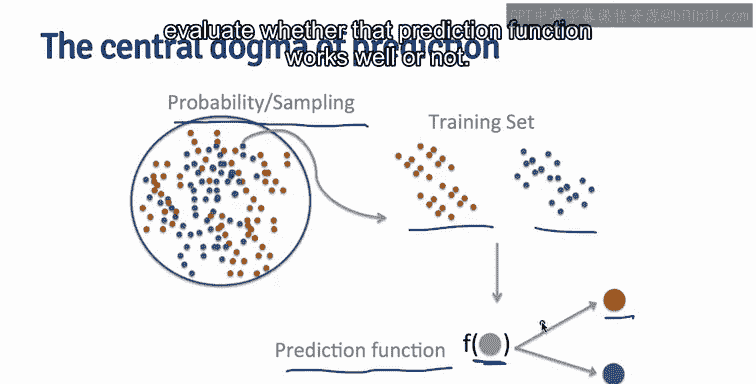 evaluate whether that prediction function
works well or not.
The central dogma of prediction
Probability/Sampling
Training Set
Prediction function
f( )